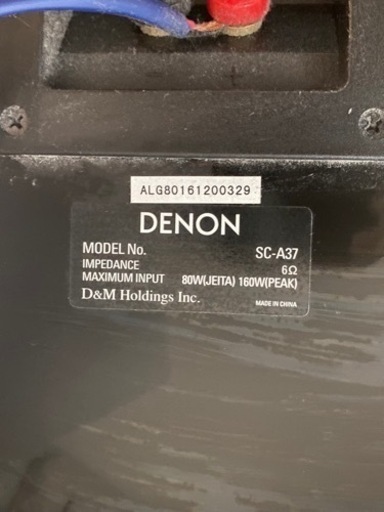 ALG80161200329
DENON
MODEL No. SC-A37
IMPEDANCE 6Ω
MAXIMUM INPUT 80W(JEITA) 160W(PEAK)
D&M Holdings Inc. MADE IN CHINA